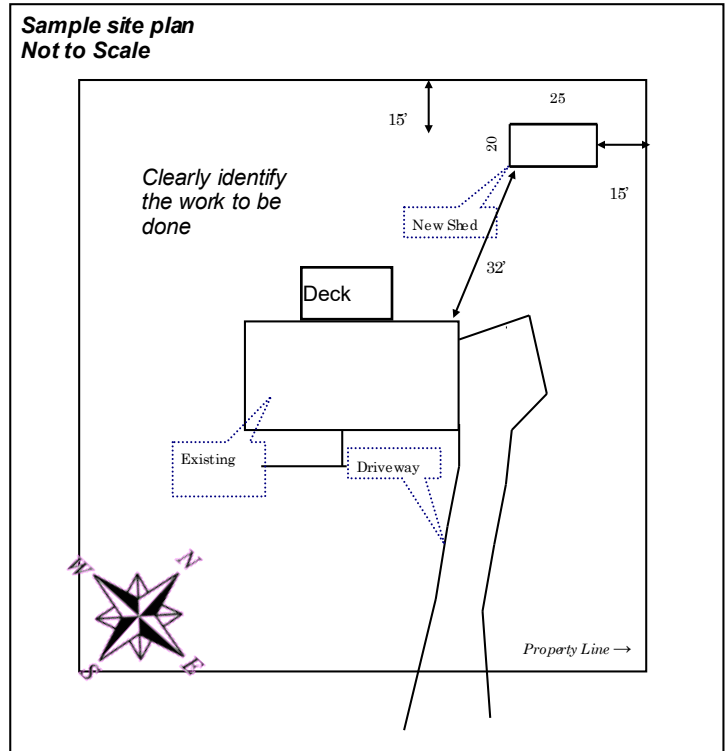 Sample site plan
Not to Scale
25
15'
20
Clearly identify
the work to be
done
15'
New Shed
32'
Deck
Existing
Driveway
N
W
S
E
Property Line →